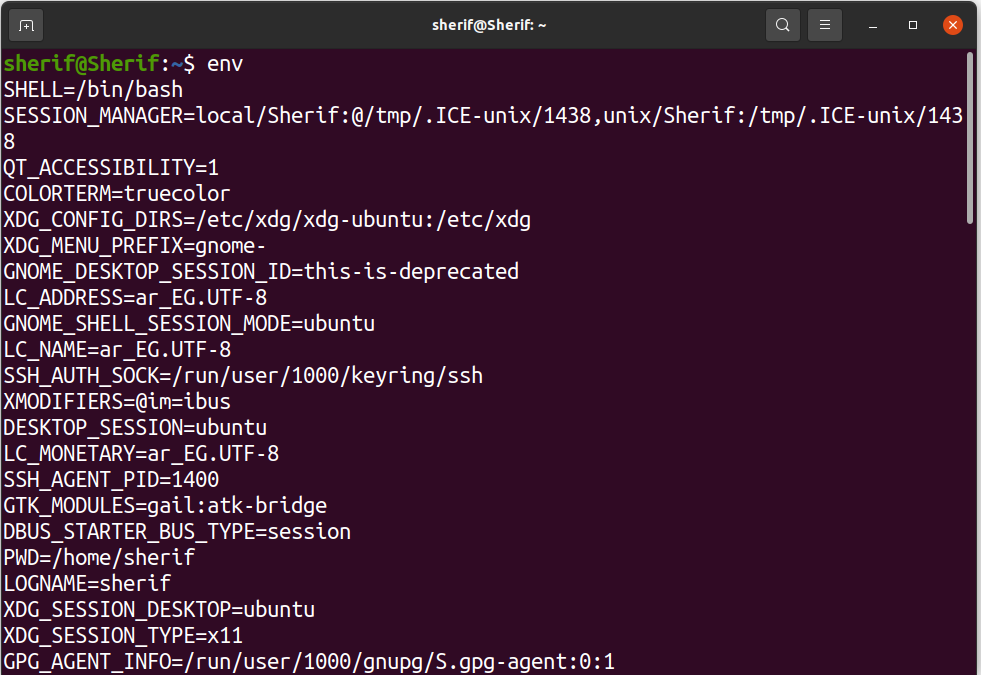 sherif@Sherif: ~
sherif@Sherif:~$ env
SHELL=/bin/bash
SESSION_MANAGER=local/Sherif:@/tmp/.ICE-unix/1438,unix/Sherif:/tmp/.ICE-unix/143
8
QT_ACCESSIBILITY=1
COLORTERM=truecolor
XDG_CONFIG_DIRS=/etc/xdg/xdg-ubuntu:/etc/xdg
XDG_MENU_PREFIX=gnome-
GNOME_DESKTOP_SESSION_ID=this-is-deprecated
LC_ADDRESS=ar_EG.UTF-8
GNOME_SHELL_SESSION_MODE=ubuntu
LC_NAME=ar_EG.UTF-8
SSH_AUTH_SOCK=/run/user/1000/keyring/ssh
XMODIFIERS=@im=ibus
DESKTOP_SESSION=ubuntu
LC_MONETARY=ar_EG.UTF-8
SSH_AGENT_PID=1400
GTK_MODULES=gail:atk-bridge
DBUS_STARTER_BUS_TYPE=session
PWD=/home/sherif
LOGNAME=sherif
XDG_SESSION_DESKTOP=ubuntu
XDG_SESSION_TYPE=x11
GPG_AGENT_INFO=/run/user/1000/gnupg/S.gpg-agent:0:1